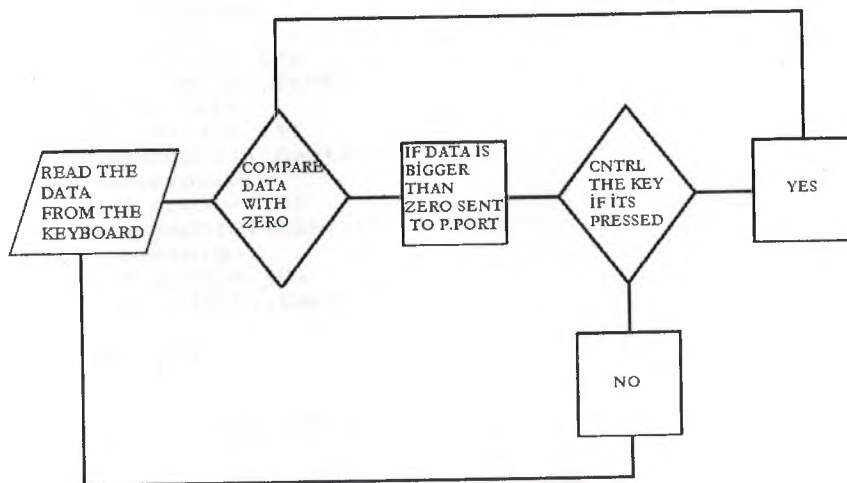 READ THE
DATA
FROM THE
KEYBOARD
COMPARE
DATA
WITH
ZERO
IF DATA IS
BİGGER
THAN
ZERO SENT
TO P.PORT
CNTRL
THE KEY
İF İTS
PRESSED
YES
NO